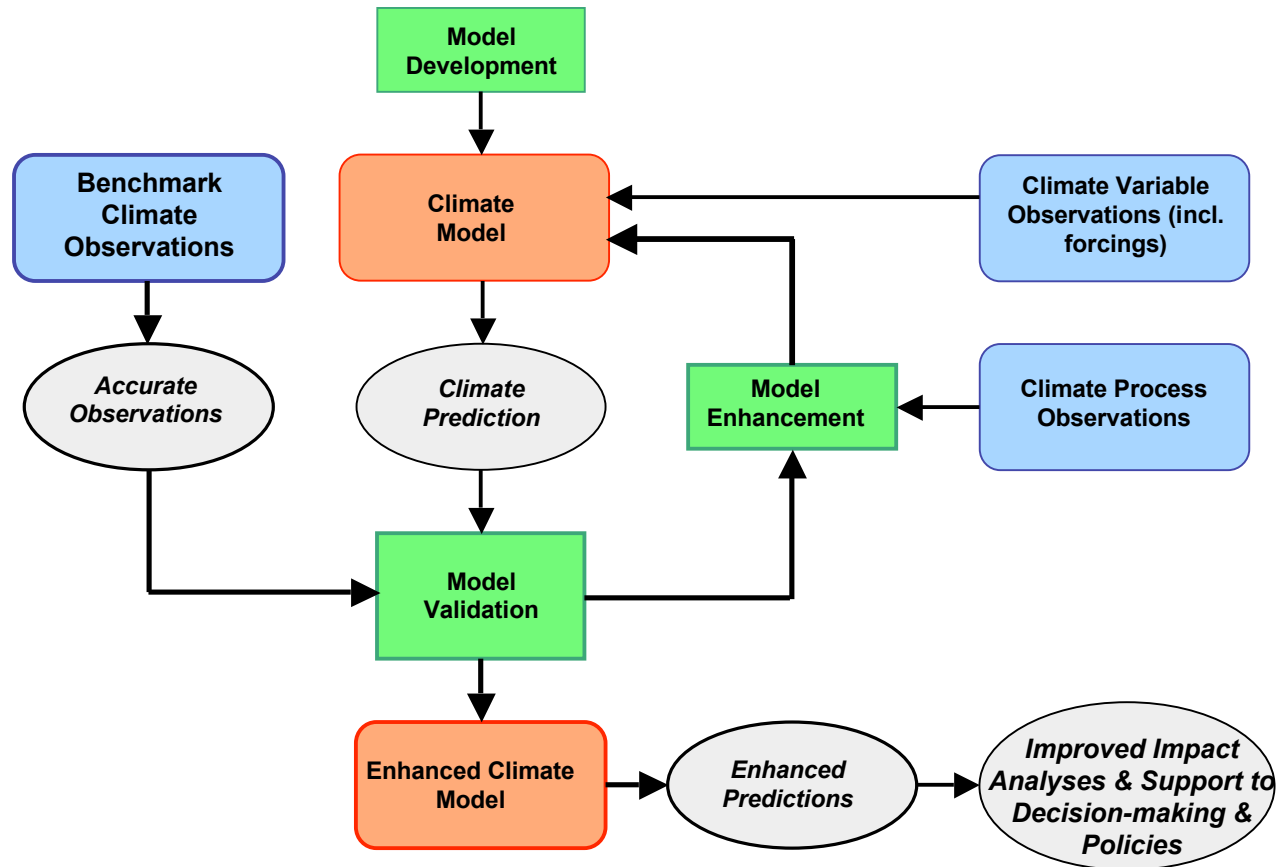 Model
Development
Benchmark
Climate
Observations
Climate
Model
Climate Variable
Observations (incl.
forcings)
Accurate
Observations
Climate
Prediction
Model
Enhancement
Climate Process
Observations
Model
Validation
Enhanced Climate
Model
Enhanced
Predictions
Improved Impact
Analyses & Support to
Decision-making &
Policies